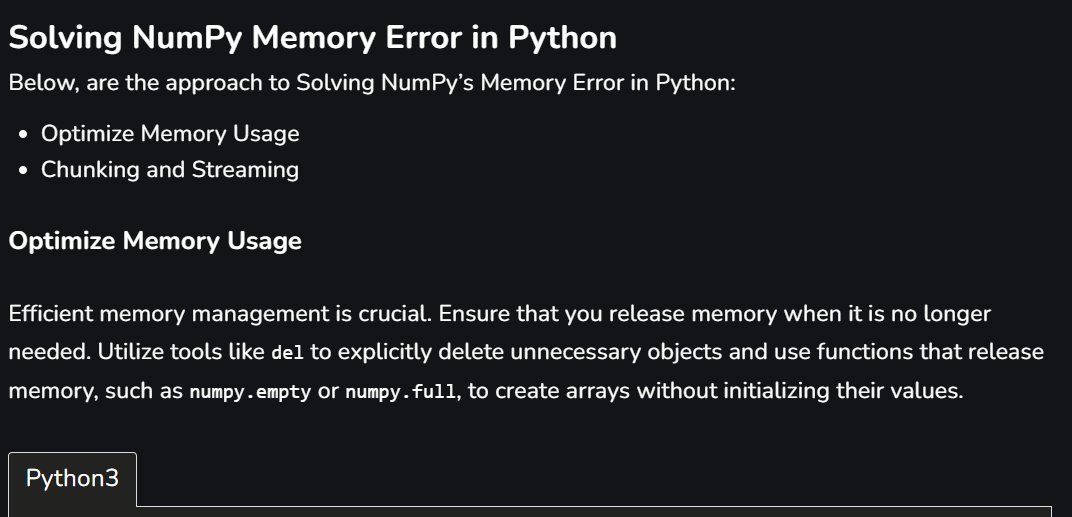 Solving NumPy Memory Error in Python
Below, are the approach to Solving NumPy’s Memory Error in Python:
• Optimize Memory Usage
• Chunking and Streaming
Optimize Memory Usage
Efficient memory management is crucial. Ensure that you release memory when it is no longer
needed. Utilize tools like del to explicitly delete unnecessary objects and use functions that release
memory, such as numpy.empty or numpy.full, to create arrays without initializing their values.
Python3